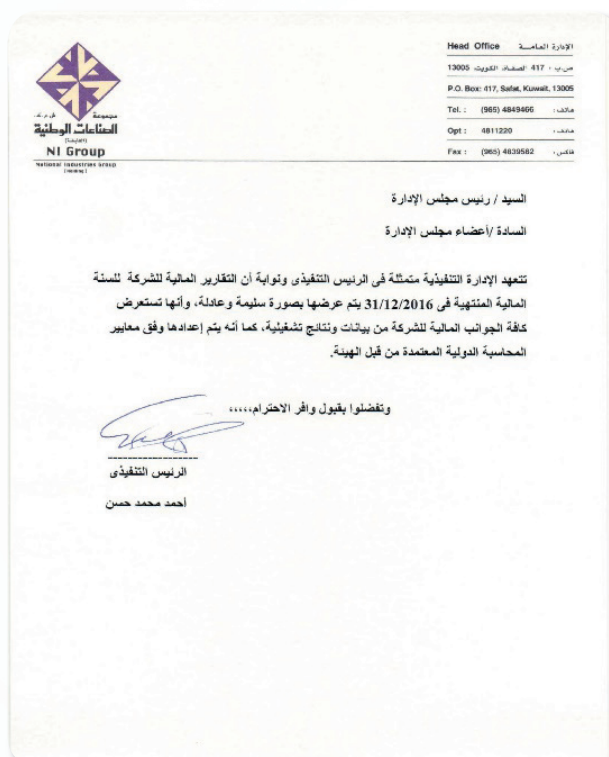 Head Office الإدارة العامـــة
ص.ب : 417 الصفاة، الكويت 13005
P.O. Box: 417, Safat, Kuwait, 13005
Tel. : (965) 4849466 هاتف :
Opt : 4811220 هاتف :
Fax : (965) 4839582 فاكس :
مجموعة ش.م.ك.
الصناعات الوطنية
(القابضة)
NI Group
National Industries Group
(Holding)
السيد / رئيس مجلس الإدارة
السادة /أعضاء مجلس الإدارة
تتعهد الإدارة التنفيذية متمثلة فى الرئيس التنفيذى ونوابة أن التقارير المالية للشركة للسنة
المالية المنتهية فى 31/12/2016 يتم عرضها بصورة سليمة وعادلة، وأنها تستعرض
كافة الجوانب المالية للشركة من بيانات ونتائج تشغيلية، كما أنه يتم إعدادها وفق معايير
المحاسبة الدولية المعتمدة من قبل الهيئة.
وتفضلوا بقبول وافر الاحترام،،،،،
الرئيس التنفيذى
أحمد محمد حسن